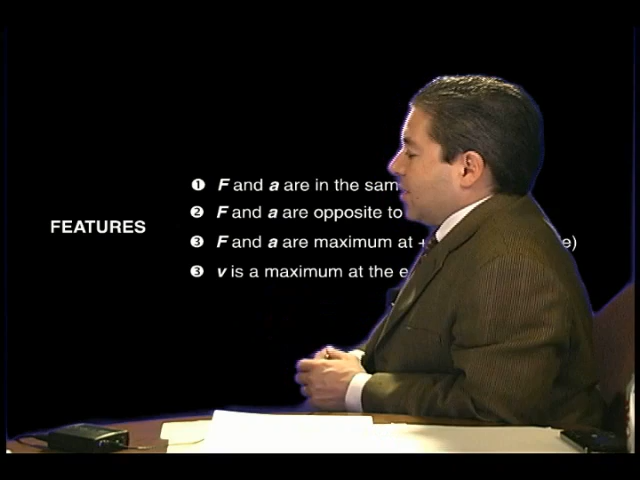 FEATURES
❶ F and a are in the sam
❷ F and a are opposite to
❸ F and a are maximum at + e)
❸ v is a maximum at the e